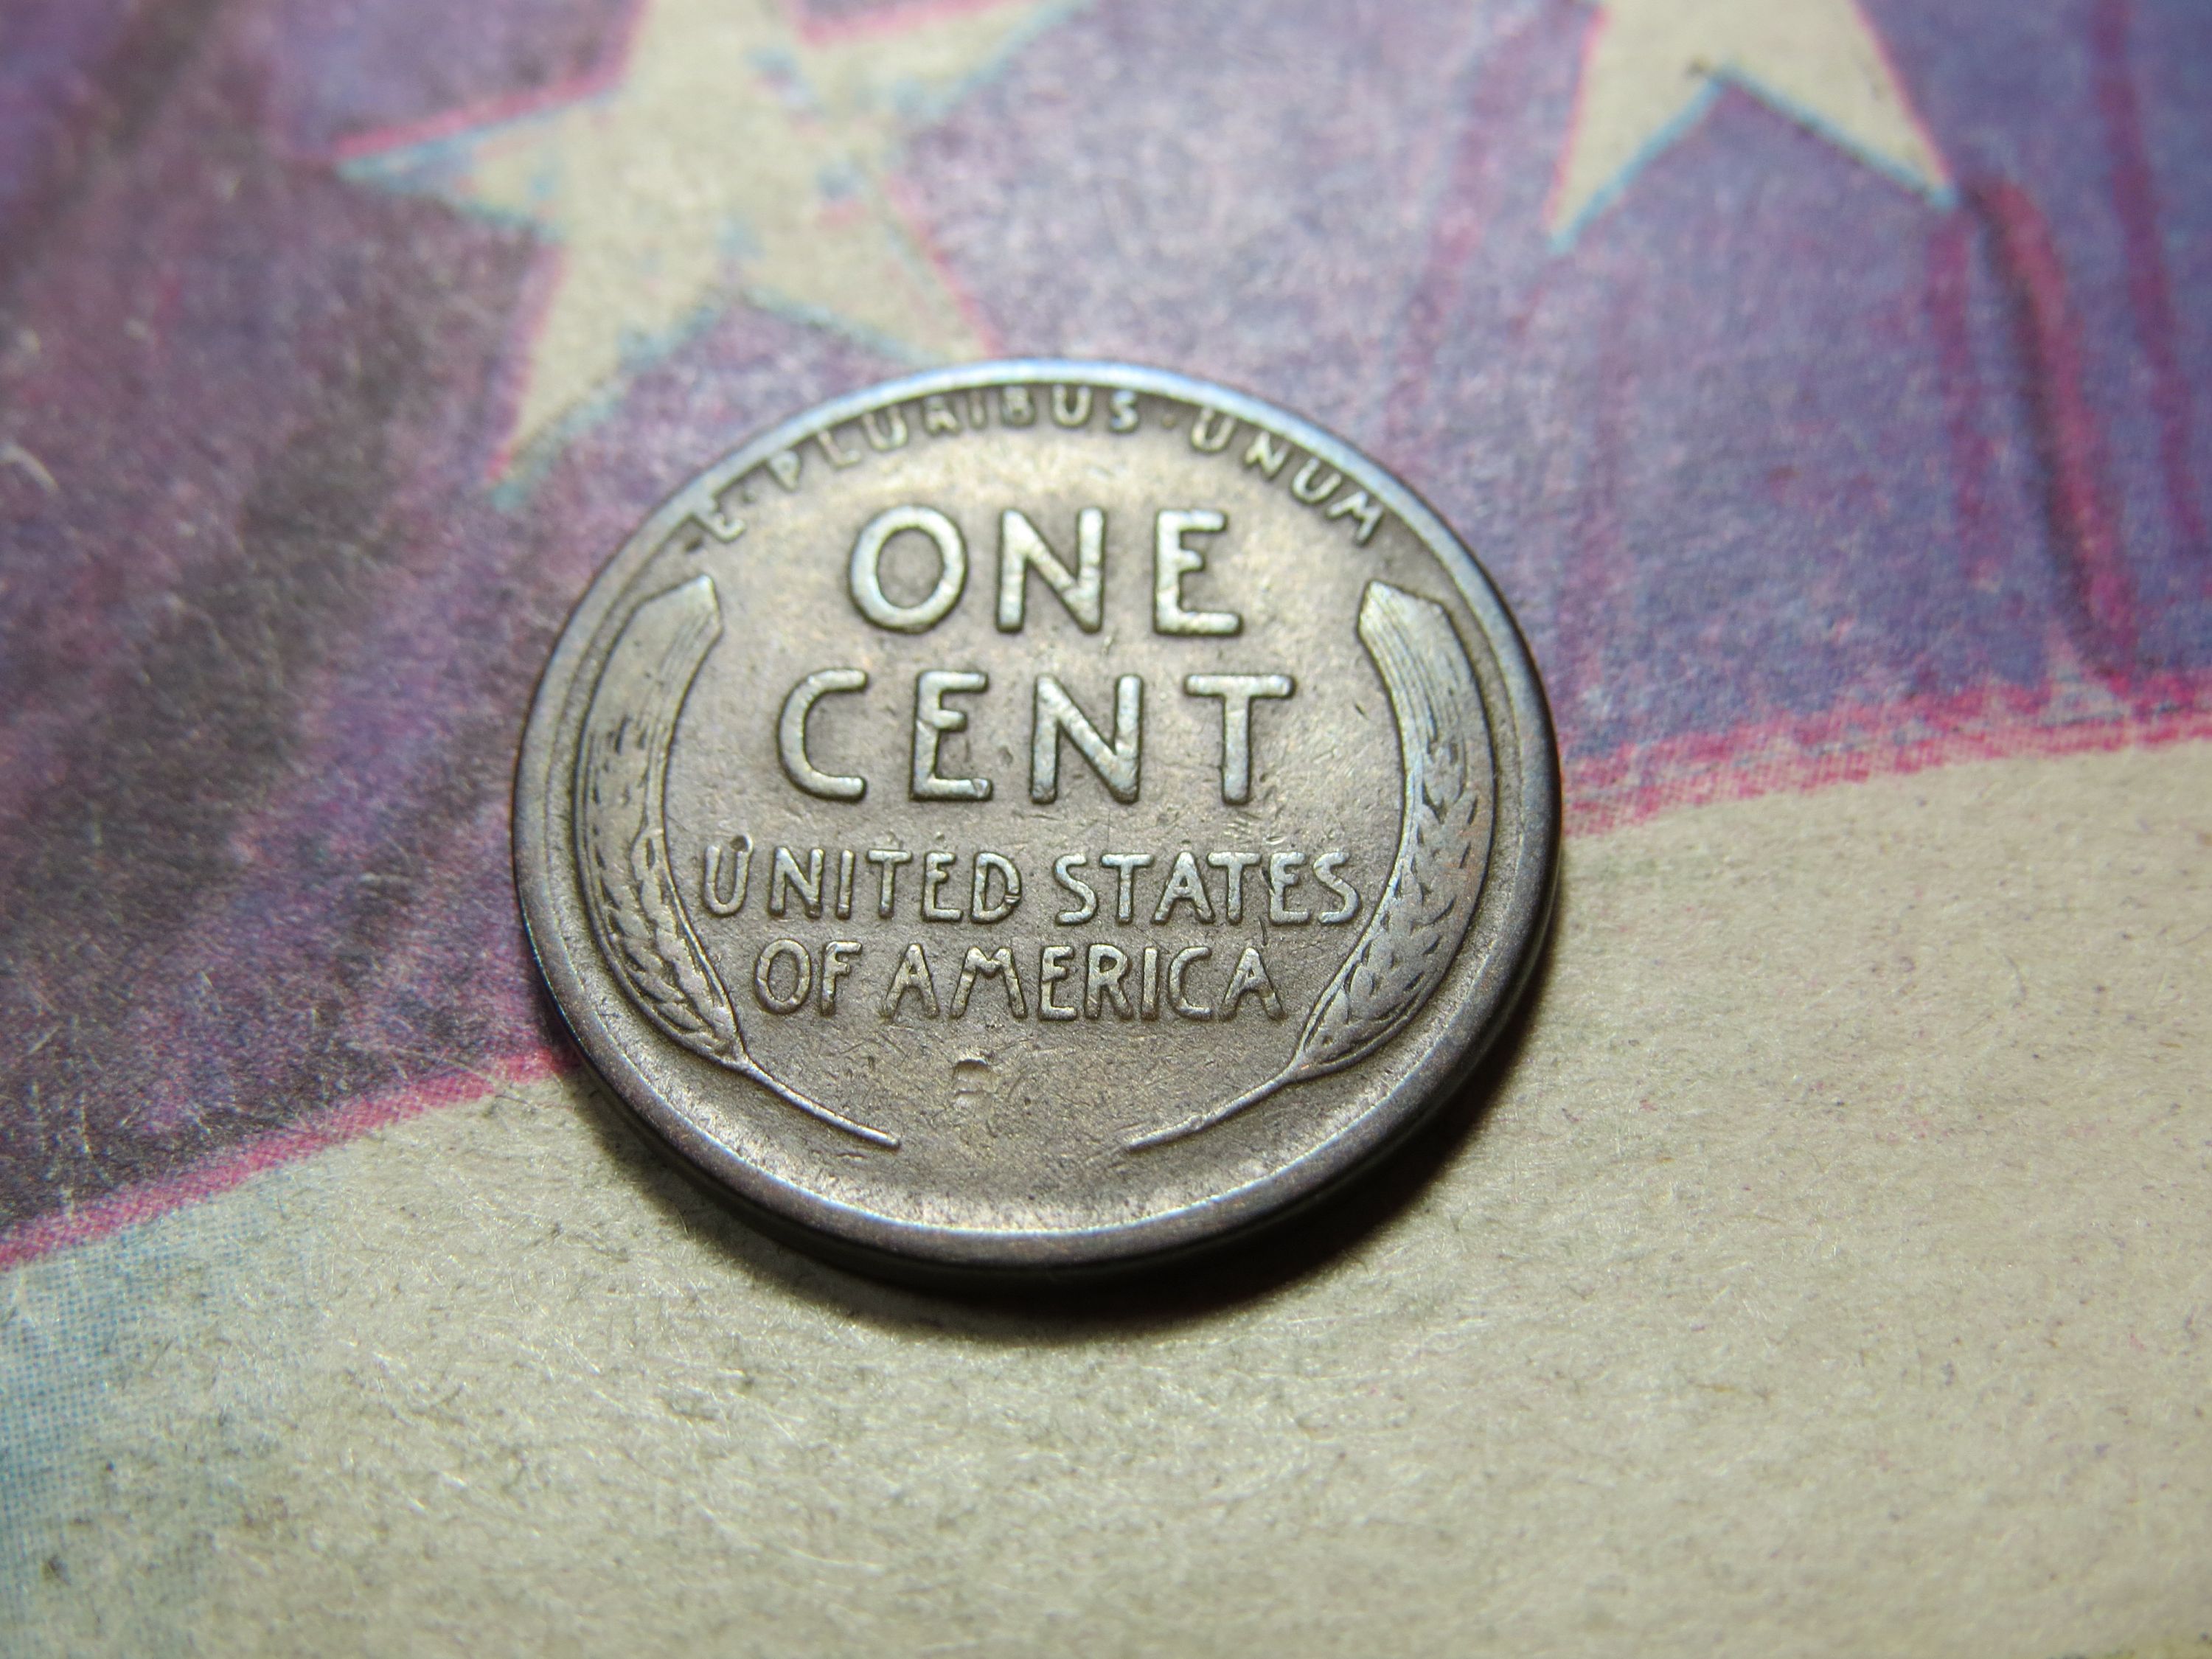 E · PLURIBUS · UNUM
ONE
CENT
UNITED STATES
OF AMERICA